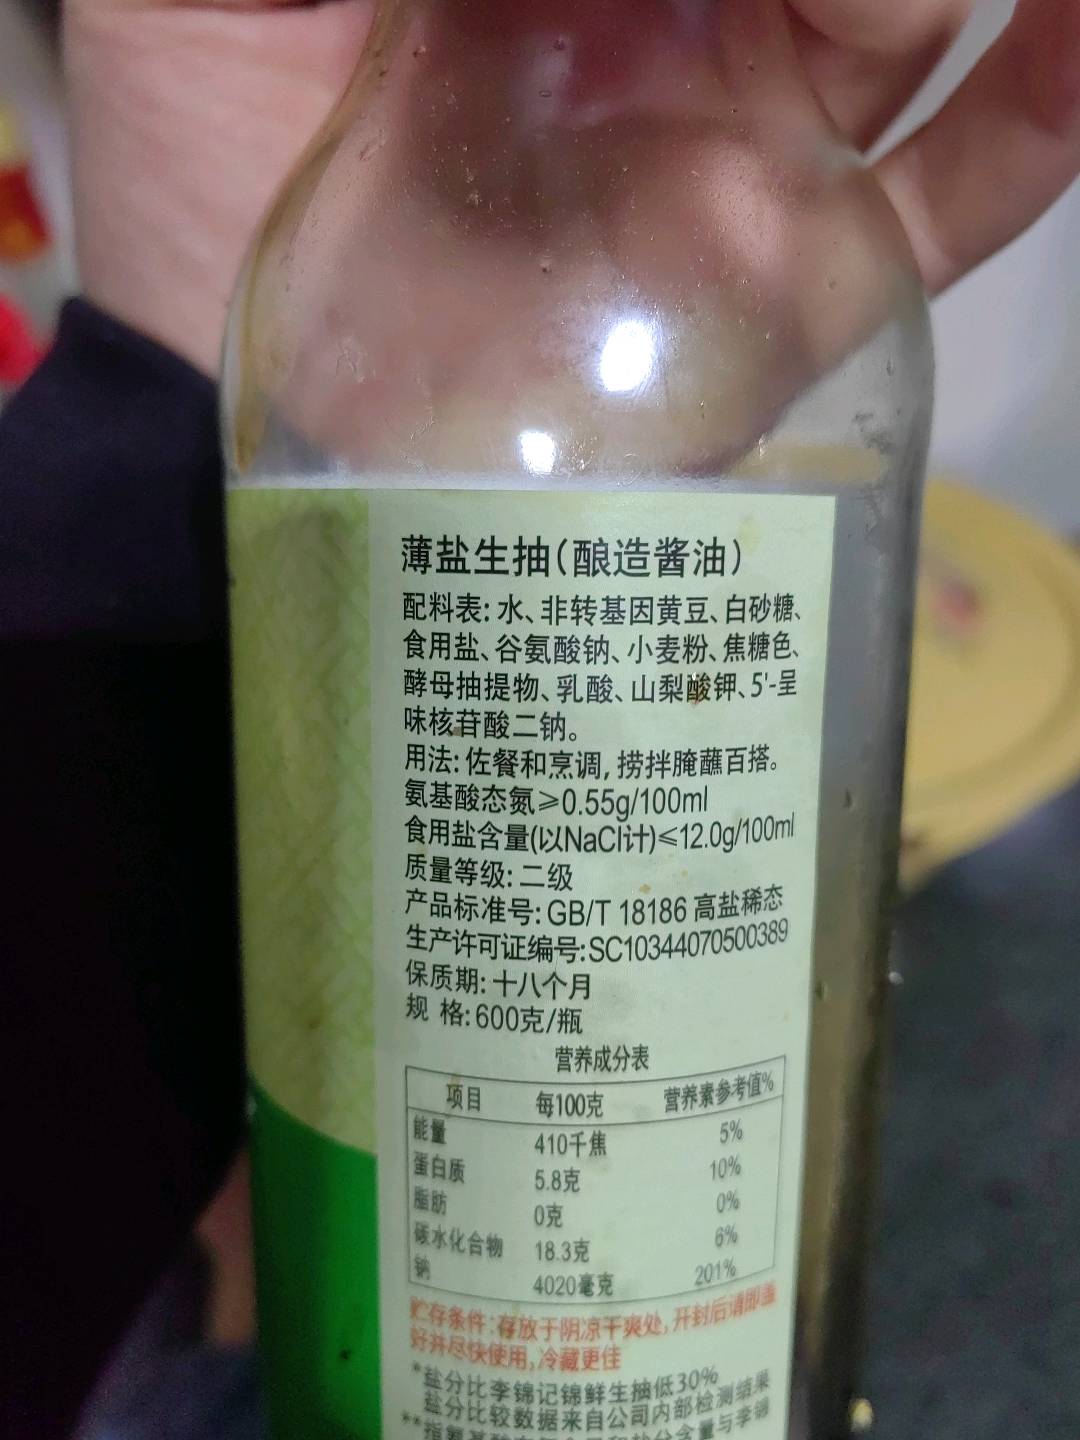 薄盐生抽(酿造酱油)
配料表: 水、非转基因黄豆、白砂糖、
食用盐、谷氨酸钠、小麦粉、焦糖色、
酵母抽提物、乳酸、山梨酸钾、5'-呈
味核苷酸二钠。
用法: 佐餐和烹调, 捞拌腌蘸百搭。
氨基酸态氮≥0.55g/100ml
食用盐含量(以NaCl计)≤12.0g/100ml
质量等级: 二级
产品标准号: GB/T 18186 高盐稀态
生产许可证编号: SC10344070500389
保质期: 十八个月
规 格: 600克/瓶
营养成分表
项目 每100克 营养素参考值%
能量 410千焦 5%
蛋白质 5.8克 10%
脂肪 0克 0%
碳水化合物 18.3克 6%
钠 4020毫克 201%
贮存条件: 存放于阴凉干爽处, 开封后请即盖
好并尽快使用, 冷藏更佳
*盐分比李锦记锦鲜生抽低30%
盐分比较数据来自公司内部检测结果
**指氨基酸